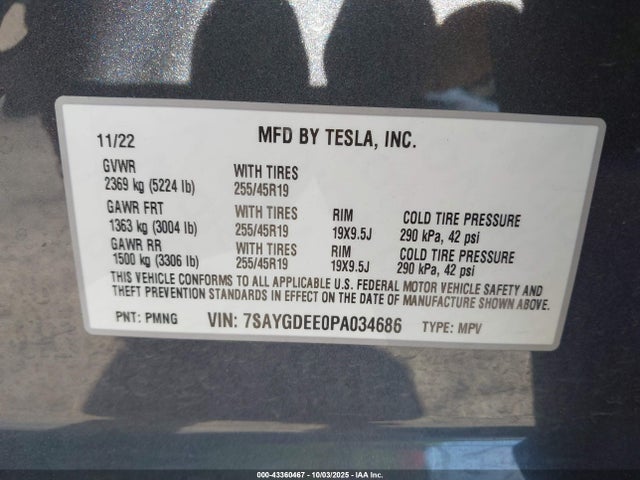 11/22 MFD BY TESLA, INC.
GVWR WITH TIRES
2369 kg (5224 lb) 255/45R19
GAWR FRT WITH TIRES RIM COLD TIRE PRESSURE
1363 kg (3004 lb) 255/45R19 19X9.5J 290 kPa, 42 psi
GAWR RR WITH TIRES RIM COLD TIRE PRESSURE
1500 kg (3306 lb) 255/45R19 19X9.5J 290 kPa, 42 psi
THIS VEHICLE CONFORMS TO ALL APPLICABLE U.S. FEDERAL MOTOR VEHICLE SAFETY AND
THEFT PREVENTION STANDARDS IN EFFECT ON THE DATE OF MANUFACTURE SHOWN ABOVE.
PNT: PMNG VIN: 7SAYGDEE0PA034686 TYPE: MPV
000-43360467 - 10/03/2025 - IAA Inc.